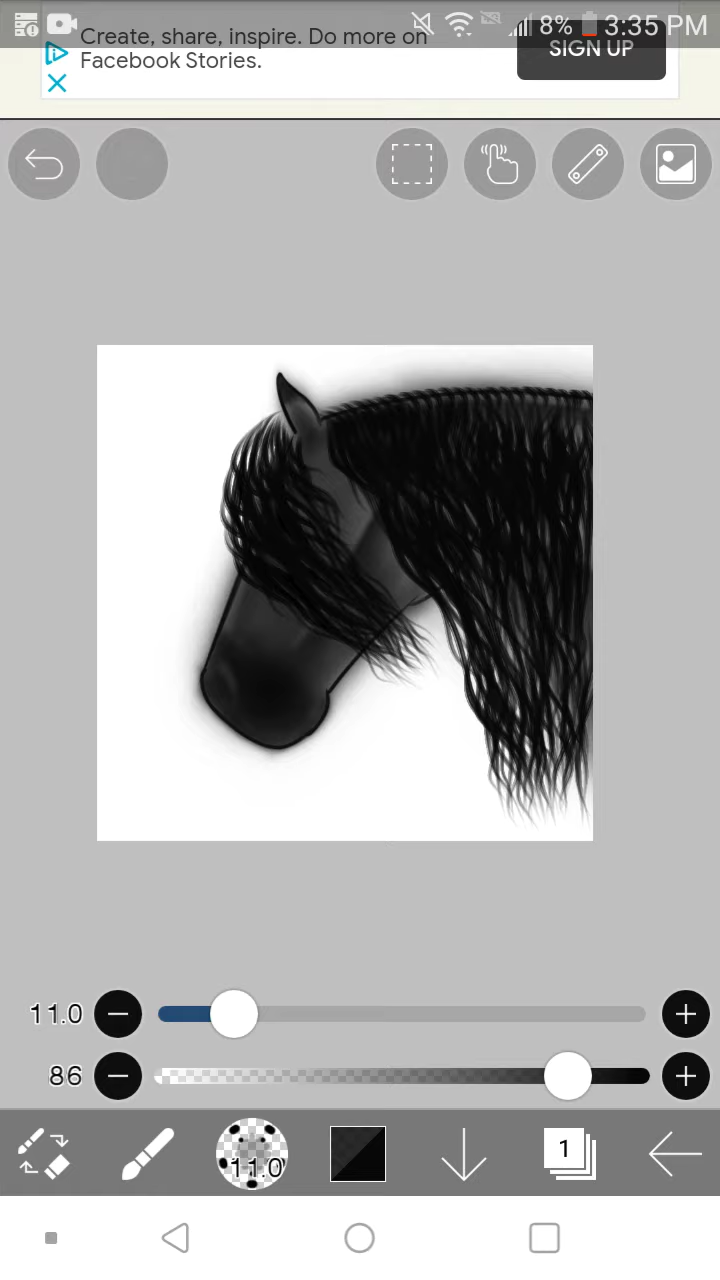 8% 3:35 PM
Create, share, inspire. Do more on
Facebook Stories.
SIGN UP
11.0
86
11.0
1